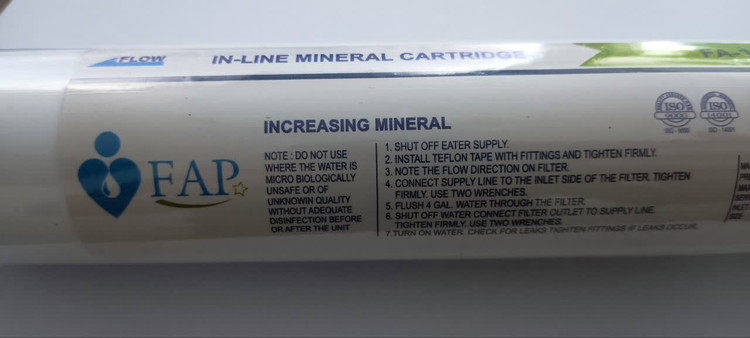 FLOW
IN-LINE MINERAL CARTRIDGE
INCREASING MINERAL
FAP
NOTE : DO NOT USE
WHERE THE WATER IS
MICRO BIOLOGICALLY
UNSAFE OR OF
UNKNOWIN QUALITY
WITHOUT ADEQUATE
DISINFECTION BEFORE
OR AFTER THE UNIT
1. SHUT OFF EATER SUPPLY.
2. INSTALL TEFLON TAPE WITH FITTINGS AND TIGHTEN FIRMLY.
3. NOTE THE FLOW DIRECTION ON FILTER.
4. CONNECT SUPPLY LINE TO THE INLET SIDE OF THE FILTER. TIGHTEN
FIRMLY. USE TWO WRENCHES.
5. FLUSH 4 GAL. WATER THROUGH THE FILTER.
6. SHUT OFF WATER CONNECT FILTER OUTLET TO SUPPLY LINE.
TIGHTEN FIRMLY. USE TWO WRENCHES.
7 TURN ON WATER. CHECK FOR LEAKS TIGHTEN FITTINGS IF LEAKS OCCUR.
ISO
9000
ISO